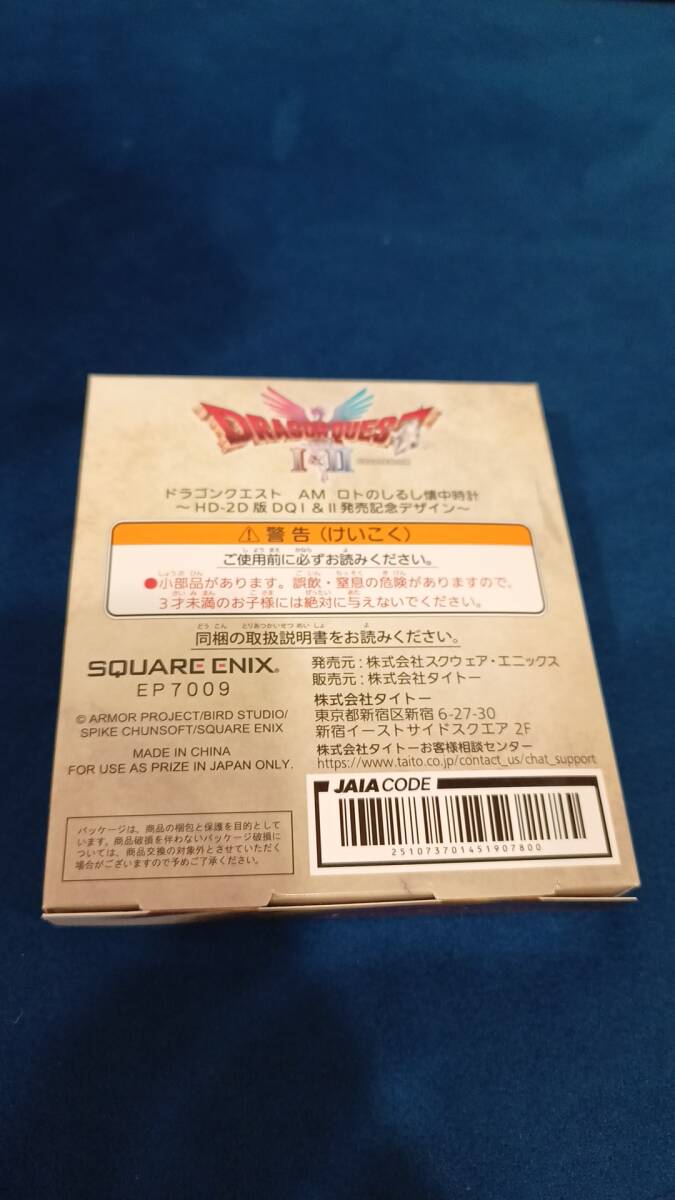 DRAGON QUEST
I & II
ドラゴンクエスト AM ロトのしるし懐中時計
～HD-2D版 DQⅠ&Ⅱ発売記念デザイン～
⚠警告(けいこく)
ご使用前に必ずお読みください。
●小部品があります。誤飲・窒息の危険がありますので、
3才未満のお子様には絶対に与えないでください。
同梱の取扱説明書をお読みください。
SQUARE ENIX®
EP7009
© ARMOR PROJECT/BIRD STUDIO/
SPIKE CHUNSOFT/SQUARE ENIX
MADE IN CHINA
FOR USE AS PRIZE IN JAPAN ONLY.
発売元：株式会社スクウェア・エニックス
販売元：株式会社タイトー
株式会社タイトー
東京都新宿区新宿 6-27-30
新宿イーストサイドスクエア 2F
株式会社タイトーお客様相談センター
https://www.taito.co.jp/contact_us/chat_support
パッケージは、商品の梱包と保護を目的として
います。商品破損を伴わないパッケージ破損に
ついては、商品交換の対象外とさせていただく
場合がございますので予めご了承ください。
JAIA CODE
251073701451907800